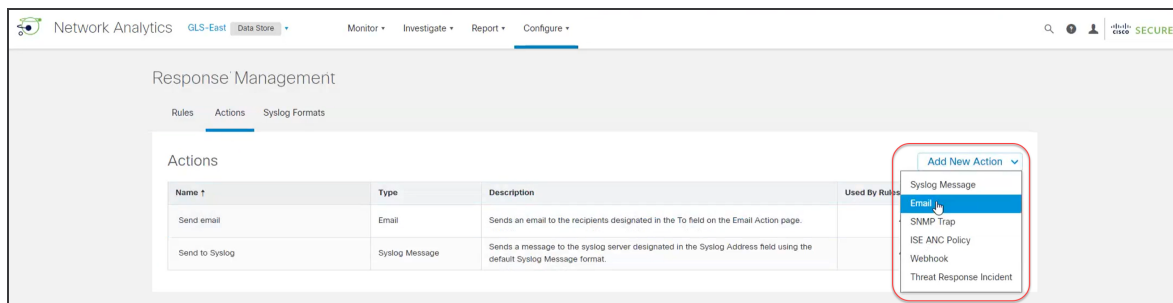 Network Analytics GLS-East Data Store Monitor Investigate Report Configure cisco SECURE
Response Management
Rules Actions Syslog Formats
Actions
Add New Action
Name ↑ Type Description Used By Rules
Syslog Message
Email
SNMP Trap
ISE ANC Policy
Webhook
Threat Response Incident
Send email Email Sends an email to the recipients designated in the To field on the Email Action page.
Send to Syslog Syslog Message Sends a message to the syslog server designated in the Syslog Address field using the
default Syslog Message format.